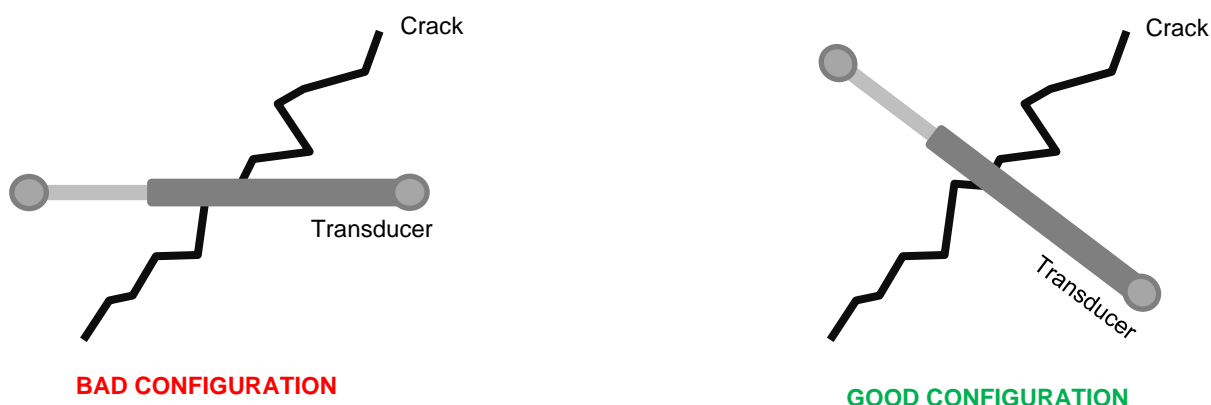 Crack
Transducer
BAD CONFIGURATION
Crack
Transducer
GOOD CONFIGURATION